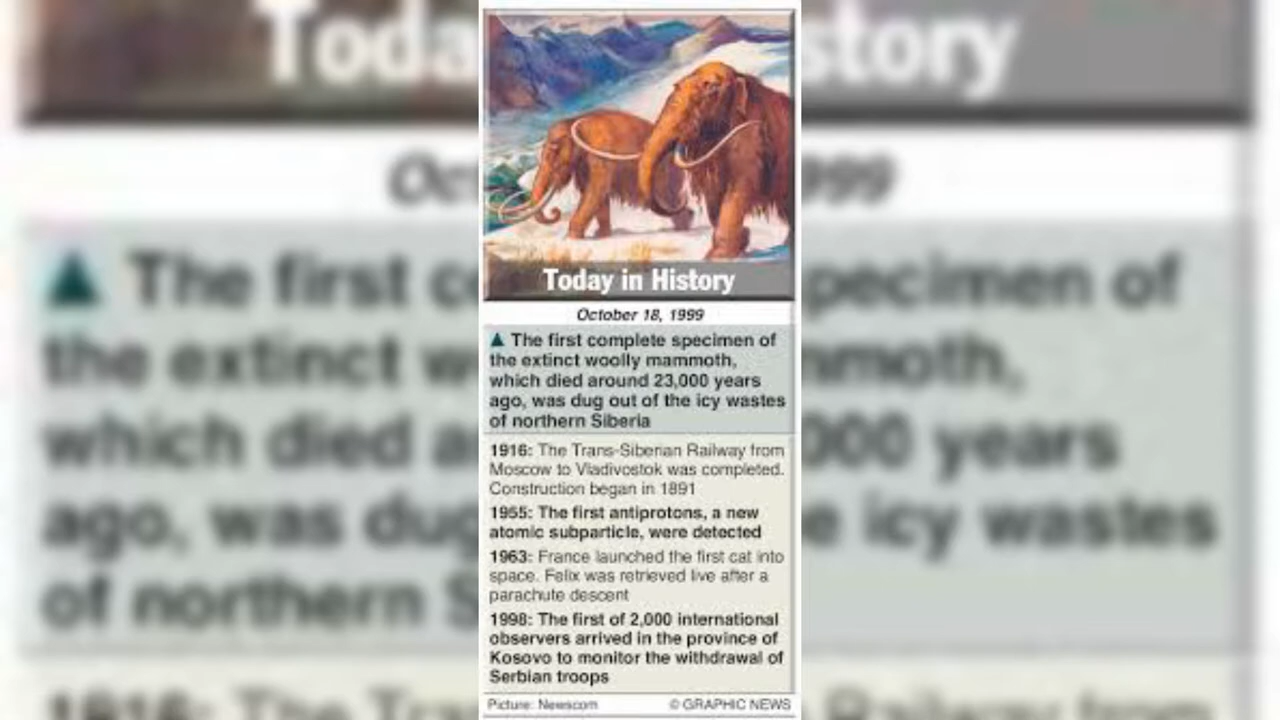 Today in History
October 18, 1999
▲ The first complete specimen of
the extinct woolly mammoth,
which died around 23,000 years
ago, was dug out of the icy wastes
of northern Siberia
1916: The Trans-Siberian Railway from
Moscow to Vladivostok was completed.
Construction began in 1891
1955: The first antiprotons, a new
atomic subparticle, were detected
1963: France launched the first cat into
space. Felix was retrieved live after a
parachute descent
1998: The first of 2,000 international
observers arrived in the province of
Kosovo to monitor the withdrawal of
Serbian troops
Picture: Newscom © GRAPHIC NEWS